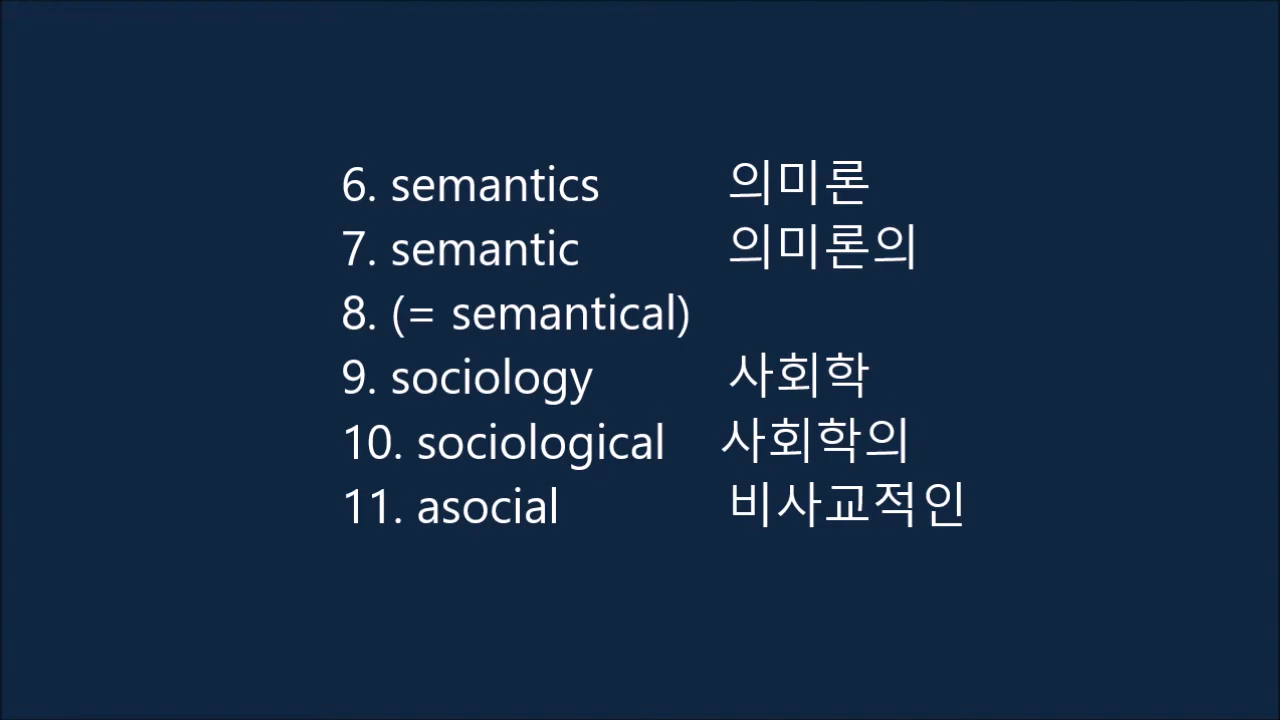 6. semantics 의미론
7. semantic 의미론의
8. (= semantical)
9. sociology 사회학
10. sociological 사회학의
11. asocial 비사교적인